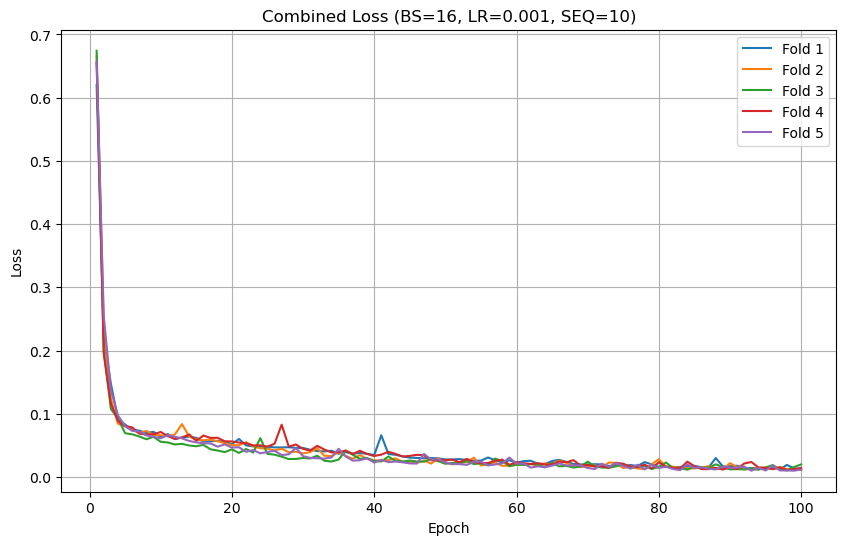 Combined Loss (BS=16, LR=0.001, SEQ=10)
0.7
0.6
0.5
0.4
0.3
0.2
0.1
0.0
Loss
Fold 1
Fold 2
Fold 3
Fold 4
Fold 5
0
20
40
60
80
100
Epoch